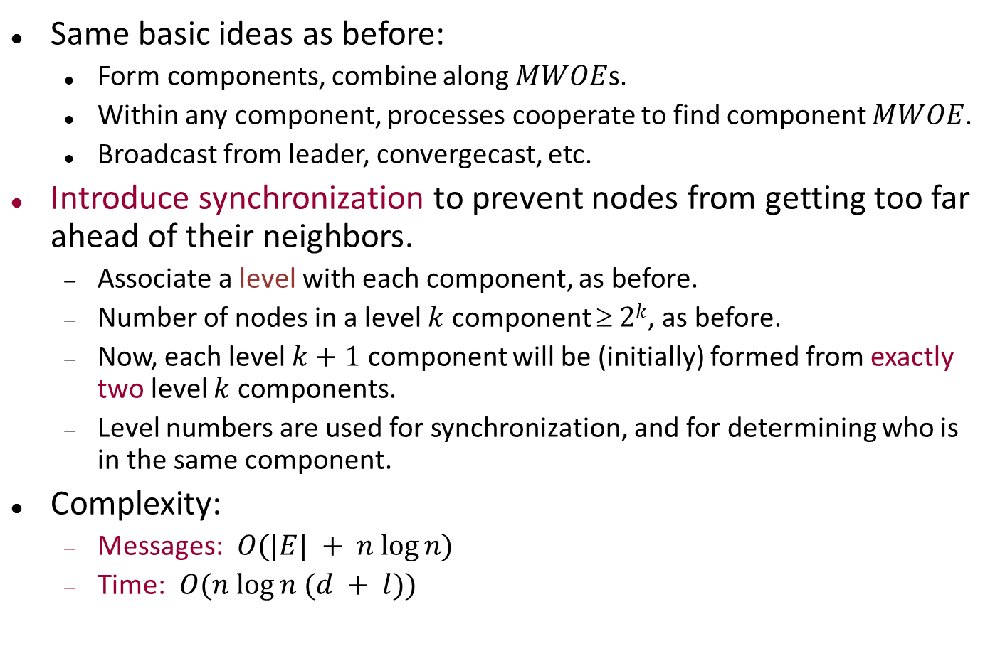 • Same basic ideas as before:
• Form components, combine along MWOEs.
• Within any component, processes cooperate to find component MWOE.
• Broadcast from leader, convergecast, etc.
• Introduce synchronization to prevent nodes from getting too far
ahead of their neighbors.
– Associate a level with each component, as before.
– Number of nodes in a level k component ≥ 2^k, as before.
– Now, each level k + 1 component will be (initially) formed from exactly
two level k components.
– Level numbers are used for synchronization, and for determining who is
in the same component.
• Complexity:
– Messages: O(|E| + n log n)
– Time: O(n log n (d + l))